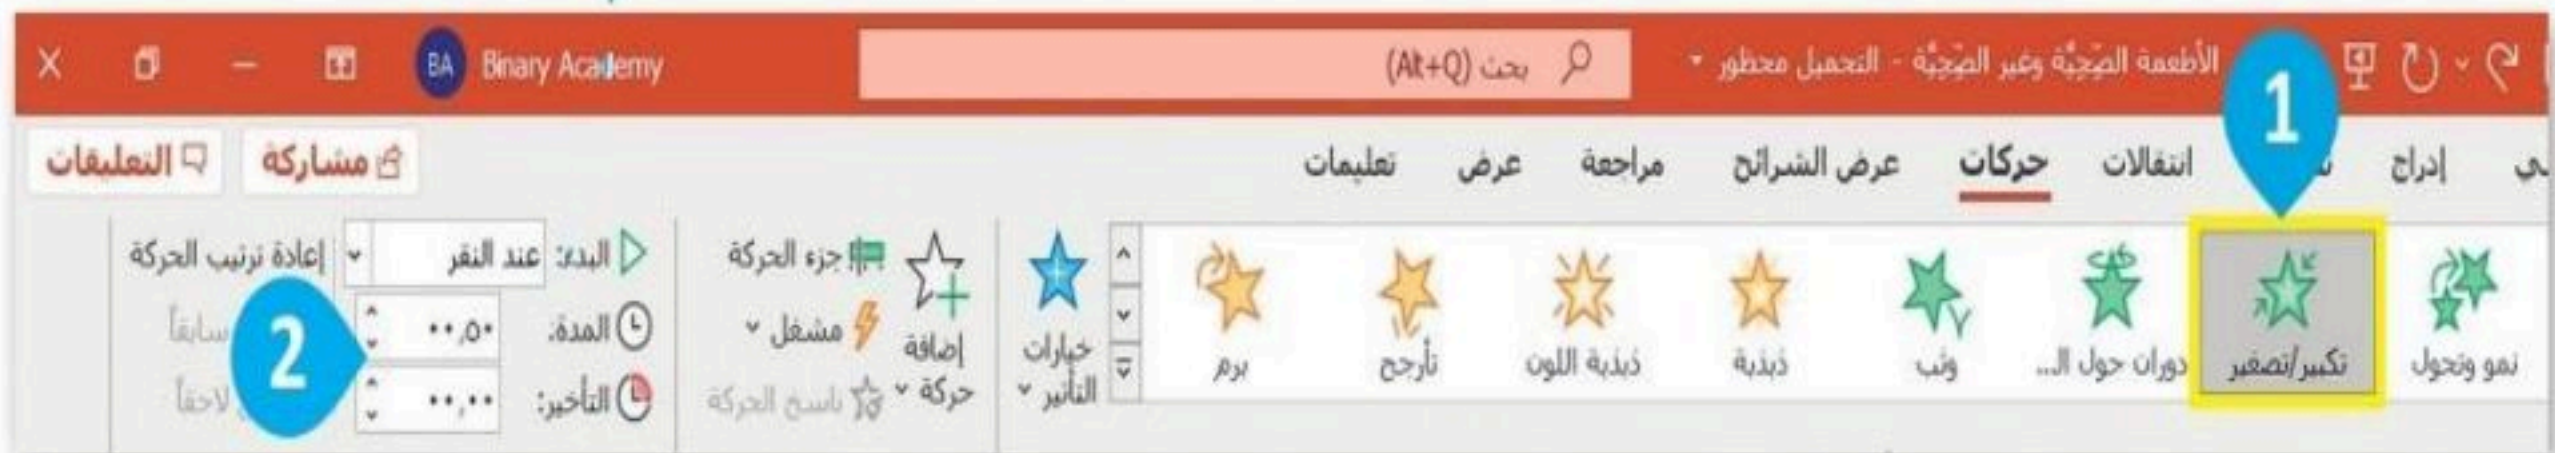 الأطعمة الصِّحِيَّة وغير الصِّحِيَّة - التحميل محظور
بحث (Alt+Q)
Binary Academy
BA
إدراج
انتقالات
حركات
عرض الشرائح
مراجعة
عرض
تعليمات
مشاركة
التعليقات
1
نمو وتحول
تكبير/تصغير
دوران حول الـ...
وثب
ذبذبة
ذبذبة اللون
تأرجح
برم
خيارات
التأثير
إضافة
حركة
جزء الحركة
مشغل
ناسخ الحركة
البدء: عند النقر
المدة: ٠٠,٥٠
التأخير: ٠٠,٠٠
إعادة ترتيب الحركة
سابقاً
لاحقاً
2